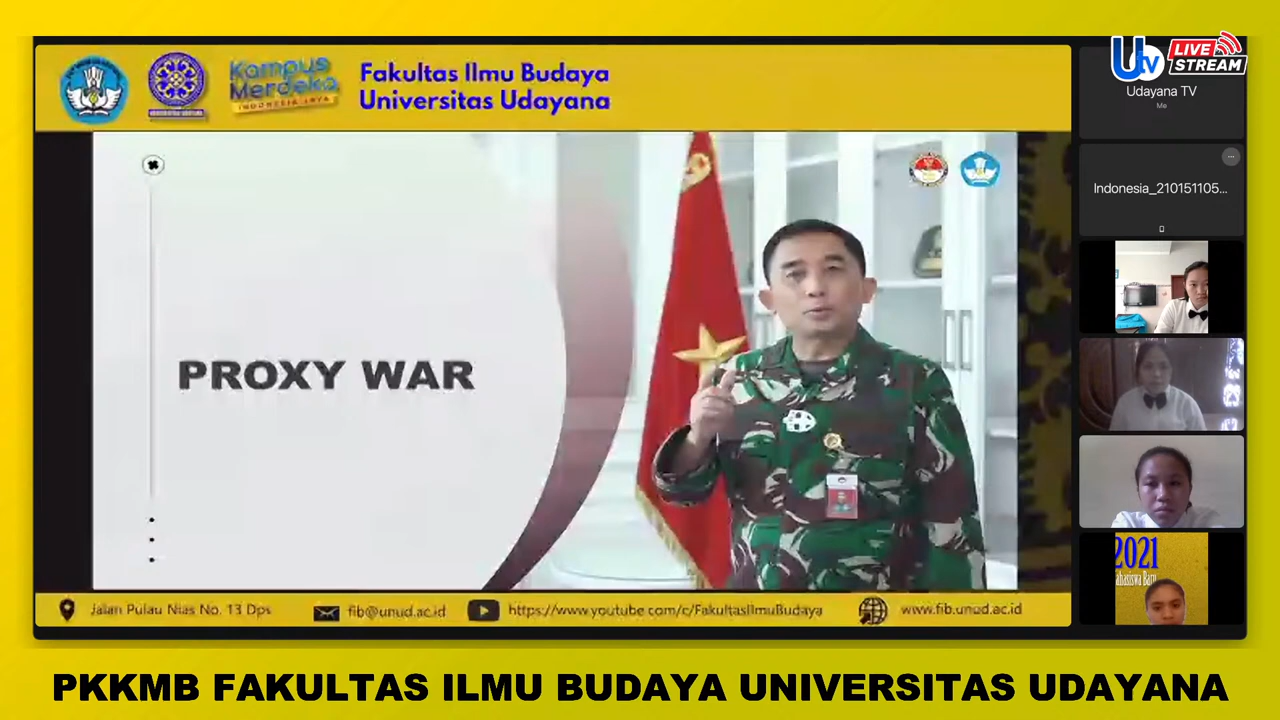 Kampus
Merdeka
INDONESIA JAYA
Fakultas Ilmu Budaya
Universitas Udayana
U tv
LIVE
STREAM
Udayana TV
Me
Indonesia_210151105...
PROXY WAR
2021
Jalan Pulau Nias No. 13 Dps
fib@unud.ac.id
https://www.youtube.com/c/FakultasIlmuBudaya
www.fib.unud.ac.id
PKKMB FAKULTAS ILMU BUDAYA UNIVERSITAS UDAYANA